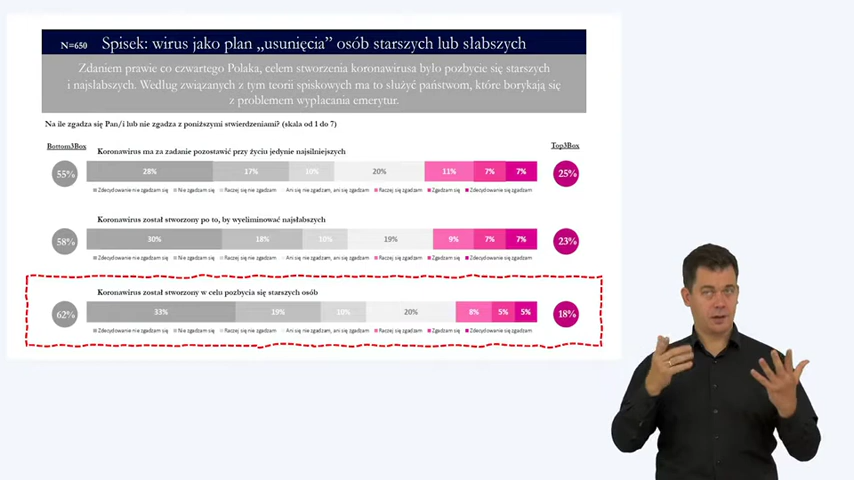 N=650 Spisek: wirus jako plan „usunięcia” osób starszych lub słabszych
Zdaniem prawie co czwartego Polaka, celem stworzenia koronawirusa było pozbycie się starszych
i najsłabszych. Według związanych z tym teorii spiskowych ma to służyć państwom, które borykają się
z problemem wypłacania emerytur.
Na ile zgadza się Pan/i lub nie zgadza z poniższymi stwierdzeniami? (skala od 1 do 7)
Bottom3Box
Top3Box
Koronawirus ma za zadanie pozostawić przy życiu jedynie najsilniejszych
55% 28% 17% 10% 20% 11% 7% 7% 25%
Zdecydowanie nie zgadzam się Nie zgadzam się Raczej się nie zgadzam Ani się nie zgadzam, ani się zgadzam Raczej się zgadzam Zgadzam się Zdecydowanie się zgadzam
Koronawirus został stworzony po to, by wyeliminować najsłabszych
58% 30% 18% 10% 19% 9% 7% 7% 23%
Zdecydowanie nie zgadzam się Nie zgadzam się Raczej się nie zgadzam Ani się nie zgadzam, ani się zgadzam Raczej się zgadzam Zgadzam się Zdecydowanie się zgadzam
Koronawirus został stworzony w celu pozbycia się starszych osób
62% 33% 19% 10% 20% 8% 5% 5% 18%
Zdecydowanie nie zgadzam się Nie zgadzam się Raczej się nie zgadzam Ani się nie zgadzam, ani się zgadzam Raczej się zgadzam Zgadzam się Zdecydowanie się zgadzam